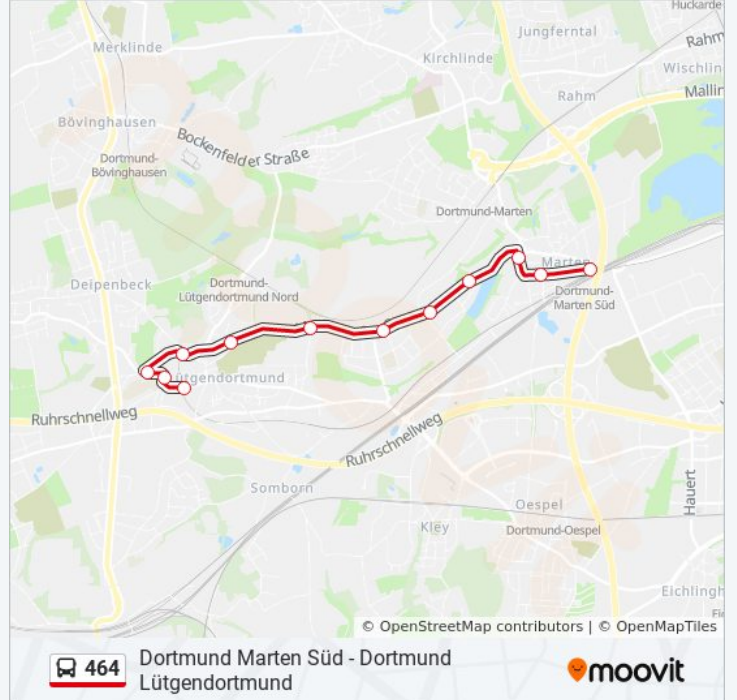 Huckarde
Jungferntal
Merklinde
Rahm
Kirchlinde
Wischlin
Rahm
Mallin
Bövinghausen
Bockenfelder Straße
Dortmund-
Bövinghausen
Dortmund-Marten
Marten
Deipenbeck
Dortmund-
Lütgendortmund Nord
Dortmund-
Marten Süd
ütgendortmund
Ruhrschnellweg
Ruhrschnellweg
Hauert
Somborn
Oespel
Kley
Dortmund-Oespel
Eichlingh
© OpenStreetMap contributors | © OpenMapTiles
464
Dortmund Marten Süd - Dortmund
Lütgendortmund
moovit